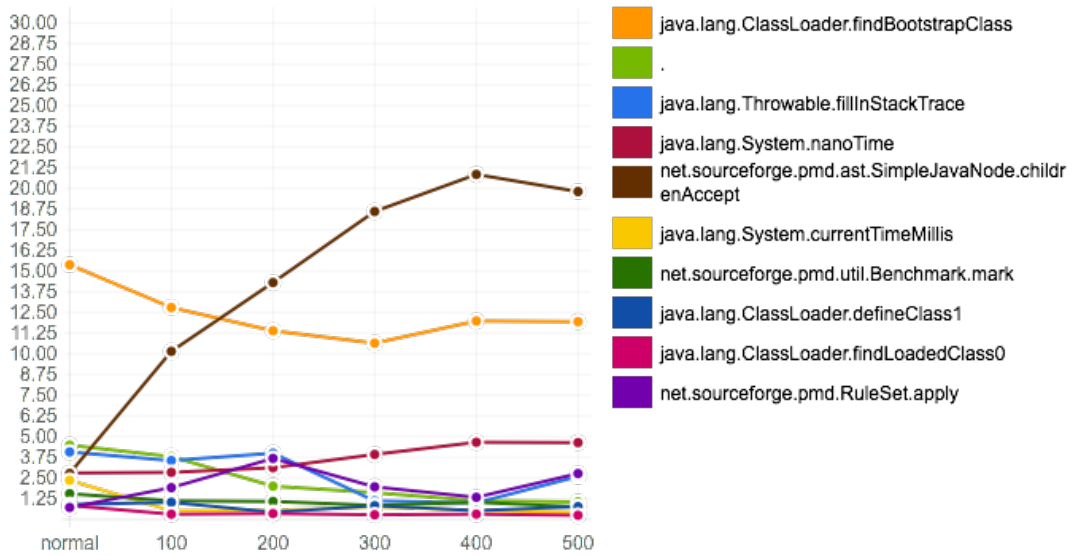 30.00
28.75
27.50
26.25
25.00
23.75
22.50
21.25
20.00
18.75
17.50
16.25
15.00
13.75
12.50
11.25
10.00
8.75
7.50
6.25
5.00
3.75
2.50
1.25
normal 100 200 300 400 500
java.lang.ClassLoader.findBootstrapClass
.
java.lang.Throwable.fillInStackTrace
java.lang.System.nanoTime
net.sourceforge.pmd.ast.SimpleJavaNode.childr
enAccept
java.lang.System.currentTimeMillis
net.sourceforge.pmd.util.Benchmark.mark
java.lang.ClassLoader.defineClass1
java.lang.ClassLoader.findLoadedClass0
net.sourceforge.pmd.RuleSet.apply